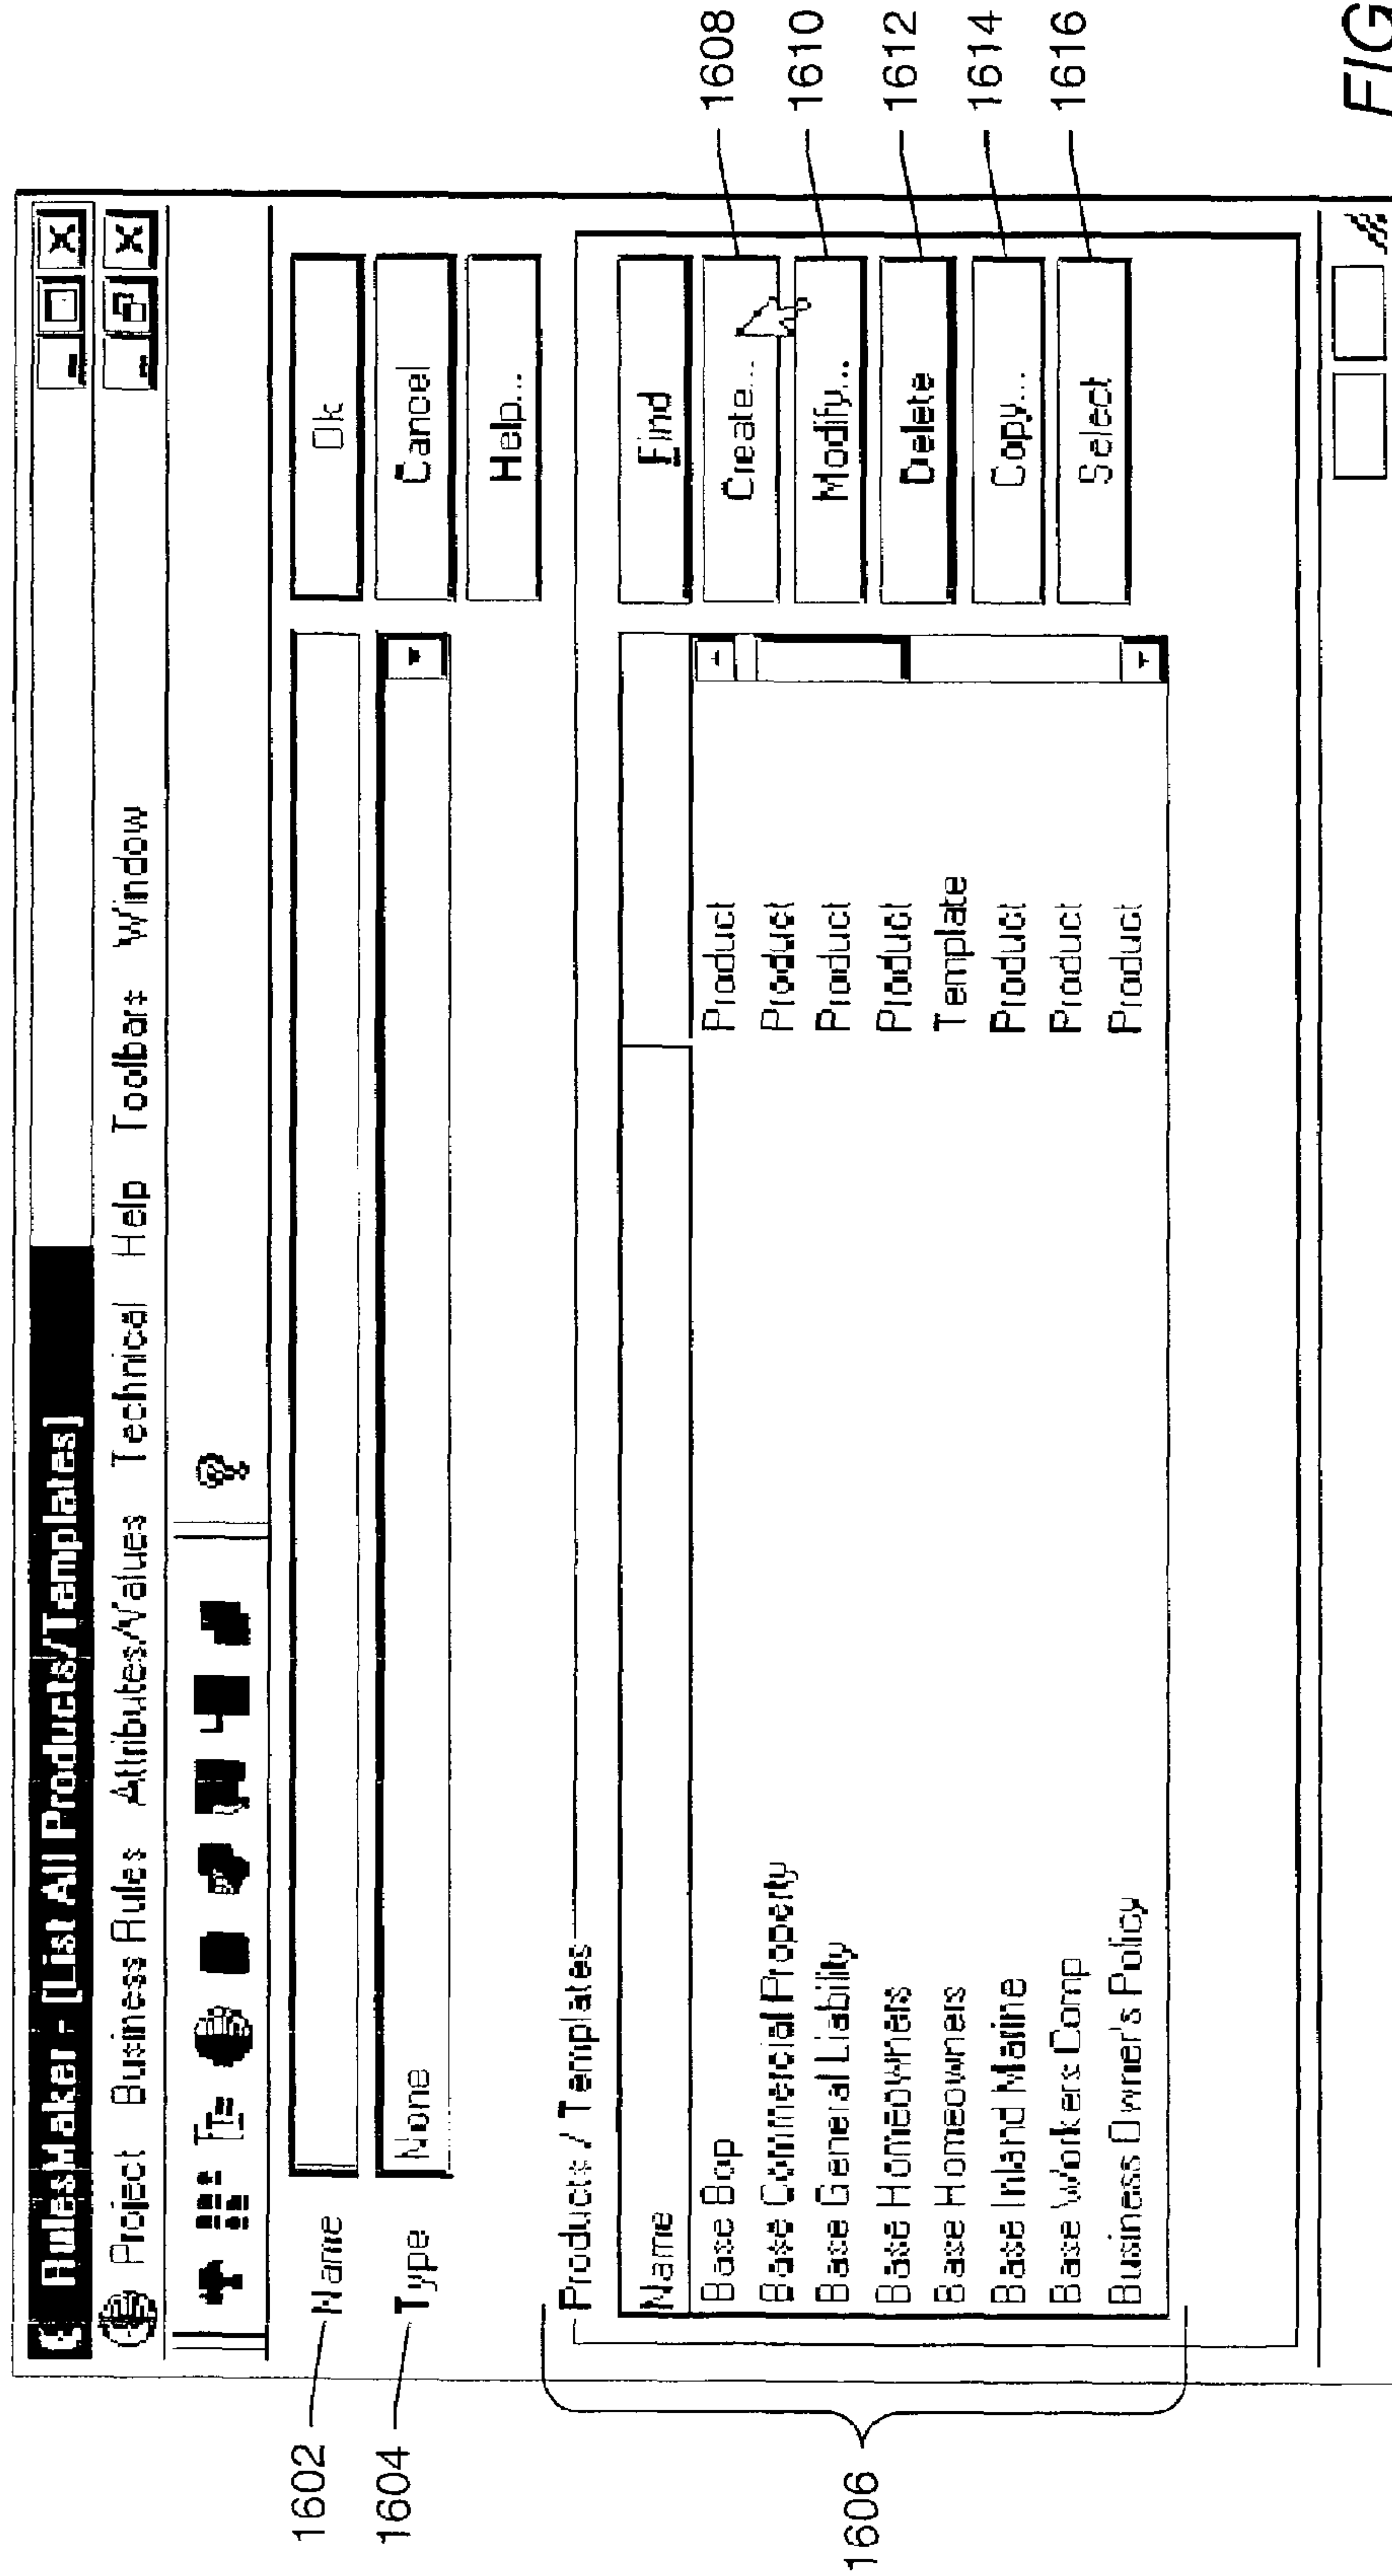 RulesMaker - [List All Products/Templates]
Project Business Rules Attributes/Values Technical Help Toolbars Window
1602 Name
Ok
1604 Type None
Cancel
Help...
Products / Templates
1606
Name
Find
Base Bop Product
Create... 1608
Base Commercial Property Product
Modify... 1610
Base General Liability Product
Base Homeowners Product
Delete 1612
Base Homeowners Template
Base Inland Marine Product
Copy... 1614
Base Workers Comp Product
Select 1616
Business Owner's Policy Product
FIG